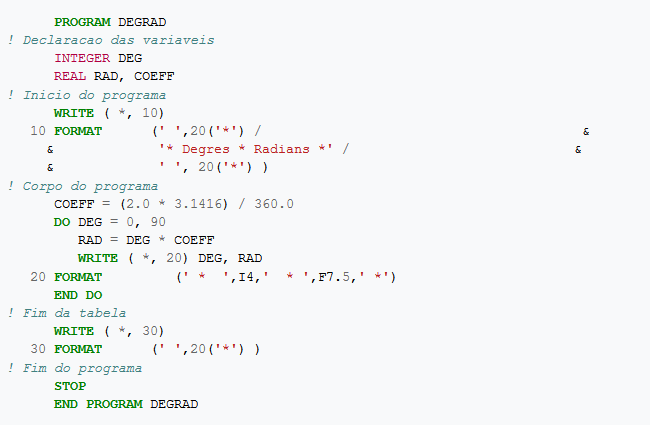 PROGRAM DEGRAD
! Declaracao das variaveis
INTEGER DEG
REAL RAD, COEFF
! Inicio do programa
WRITE ( *, 10)
10 FORMAT (' ',20('*') / &
& '* Degres * Radians *' / &
& ' ', 20('*') )
! Corpo do programa
COEFF = (2.0 * 3.1416) / 360.0
DO DEG = 0, 90
RAD = DEG * COEFF
WRITE ( *, 20) DEG, RAD
20 FORMAT (' *  ',I4,'  * ',F7.5,' *')
END DO
! Fim da tabela
WRITE ( *, 30)
30 FORMAT (' ',20('*') )
! Fim do programa
STOP
END PROGRAM DEGRAD